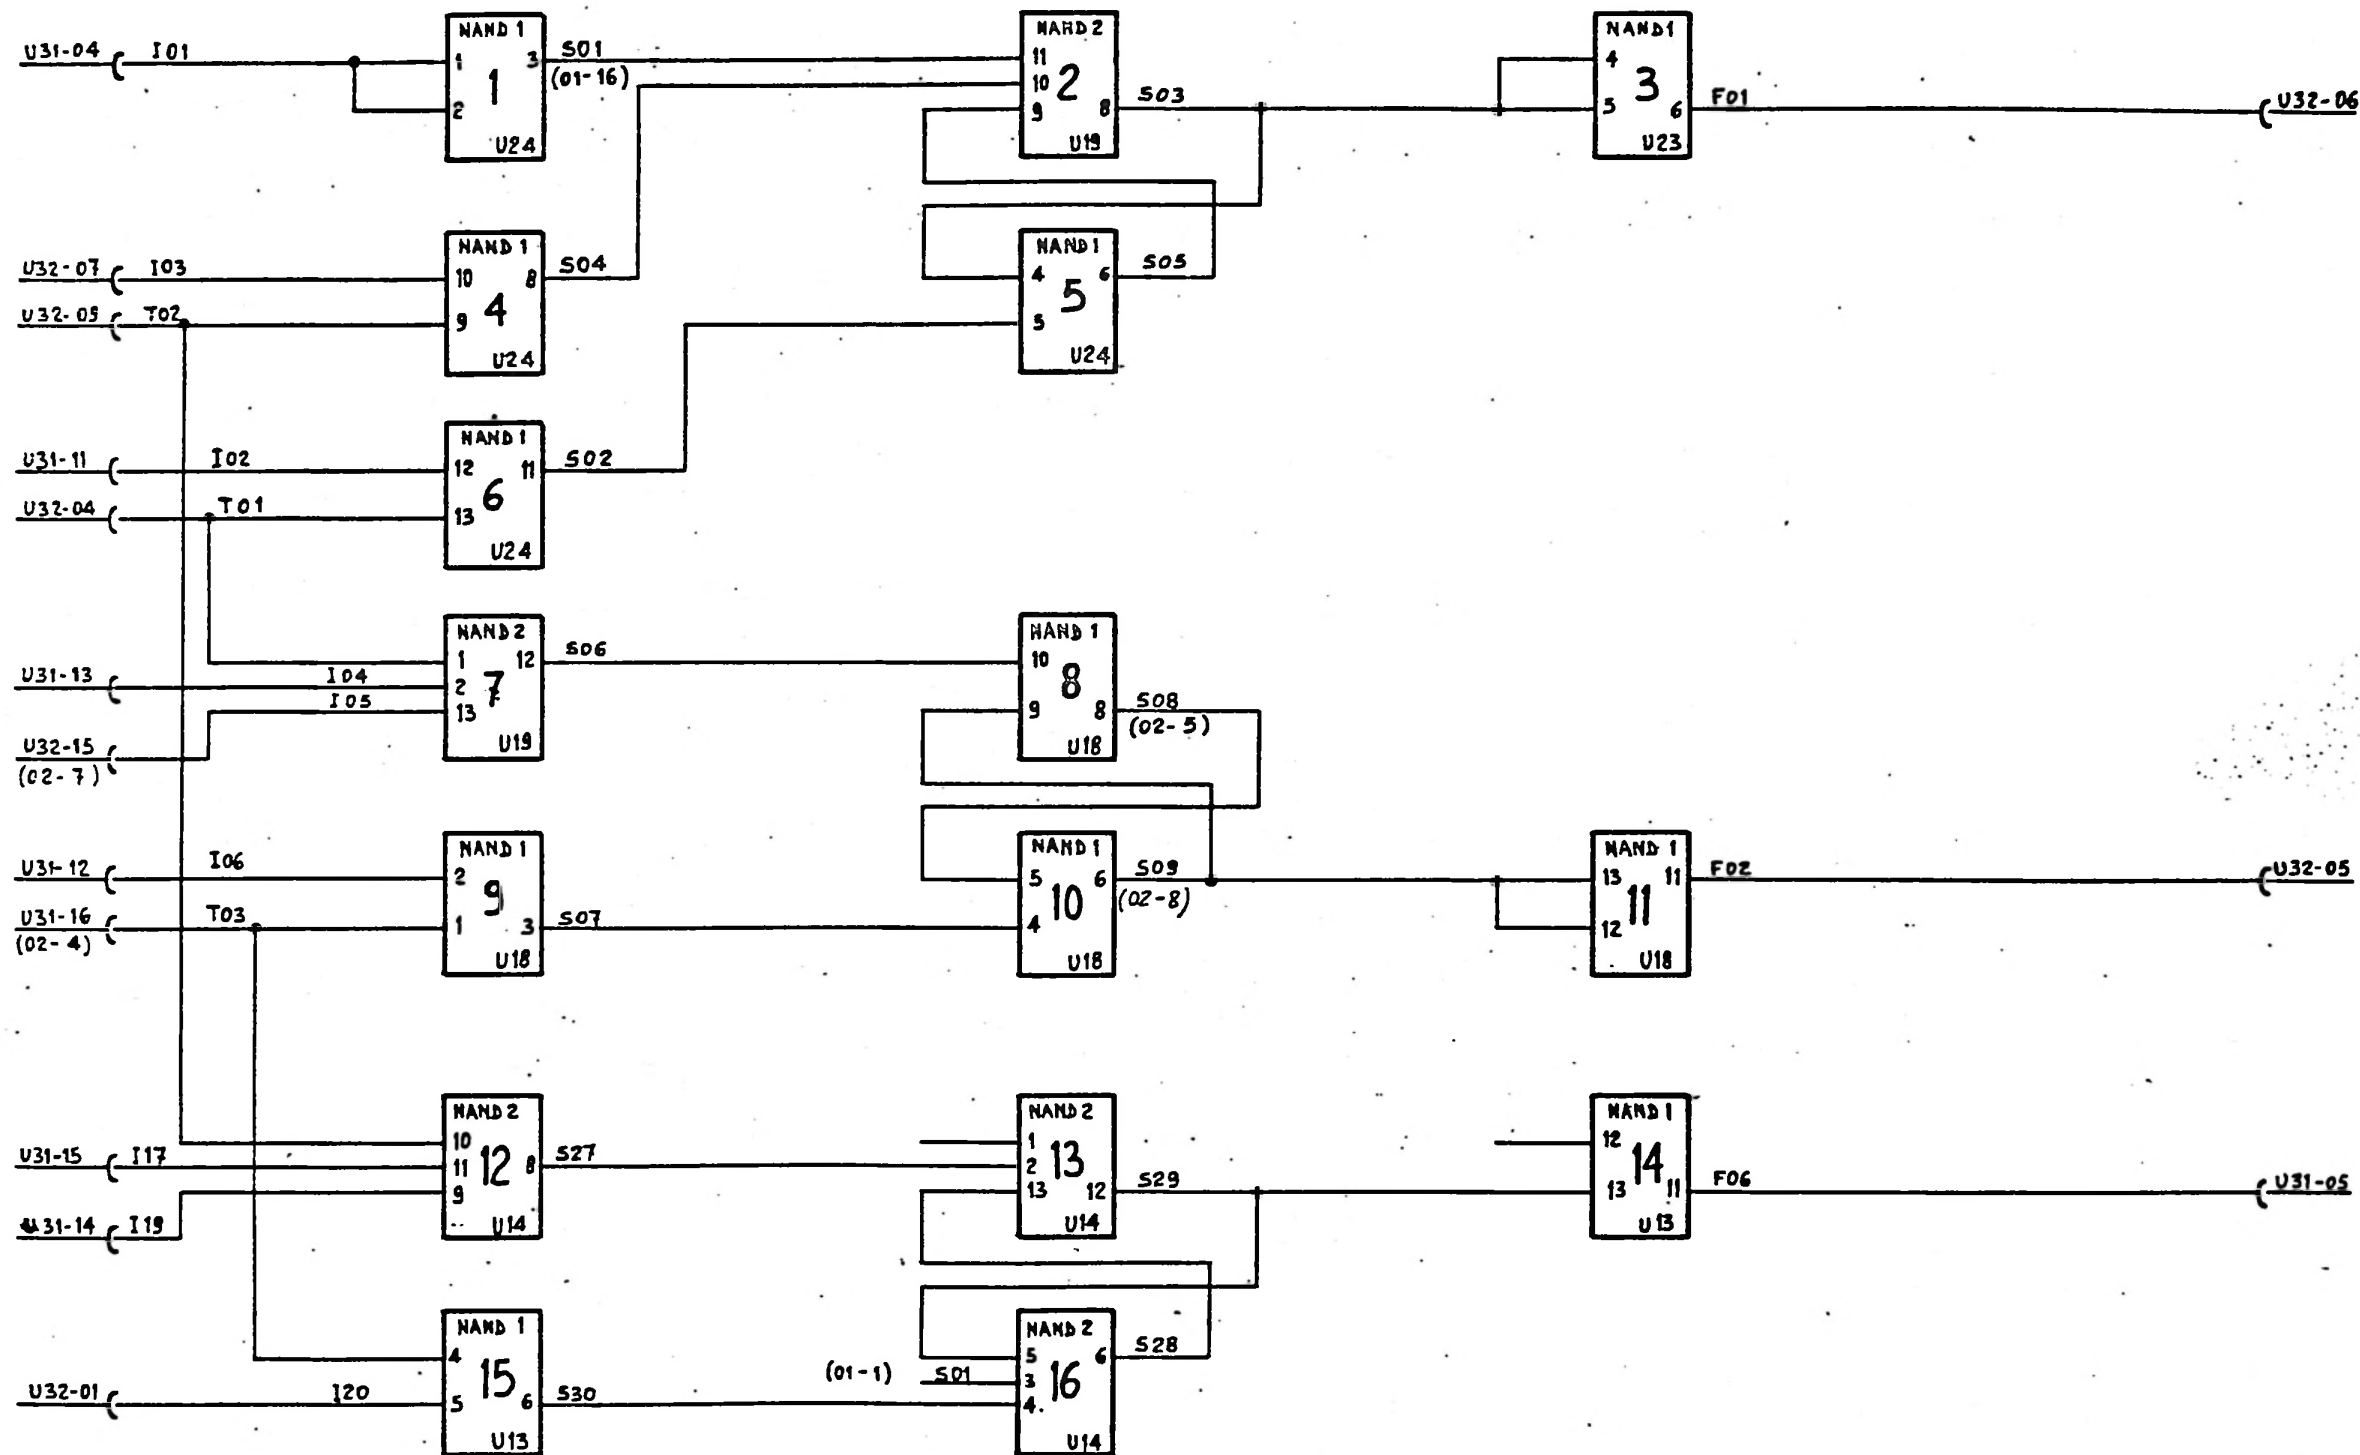 U31-04 I01
NAND 1
1 3
1
2
U24
S01
(01-16)
NAND 2
11
10
2
9 8
U19
S03
NAND 1
4
3
5 6
U23
F01
U32-06
U32-07 I03
U32-05 T02
NAND 1
10 8
4
9
U24
S04
NAND 1
4 6
5
5
U24
S05
U31-11 I02
U32-04 T01
NAND 1
12 11
6
13
U24
S02
U31-13 I04
I05
U32-15
(02-7)
NAND 2
1 12
2 7
13
U19
S06
NAND 1
10
8
9 8
U18
S08
(02-5)
U31-12 I06
U31-16 T03
(02-4)
NAND 1
2
9
1 3
U18
S07
NAND 1
5 6
10
4
U18
S09
(02-8)
NAND 1
13 11
11
12
U18
F02
U32-05
U31-15 I17
U31-14 I19
NAND 2
10
11 12 8
9
U14
S27
NAND 2
1
2 13
13 12
U14
S29
NAND 1
12
14
13 11
U13
F06
U31-05
U32-01 I20
NAND 1
4
15
5 6
U13
S30
(01-1) S01
NAND 2
5 6
3 16
4.
U14
S28